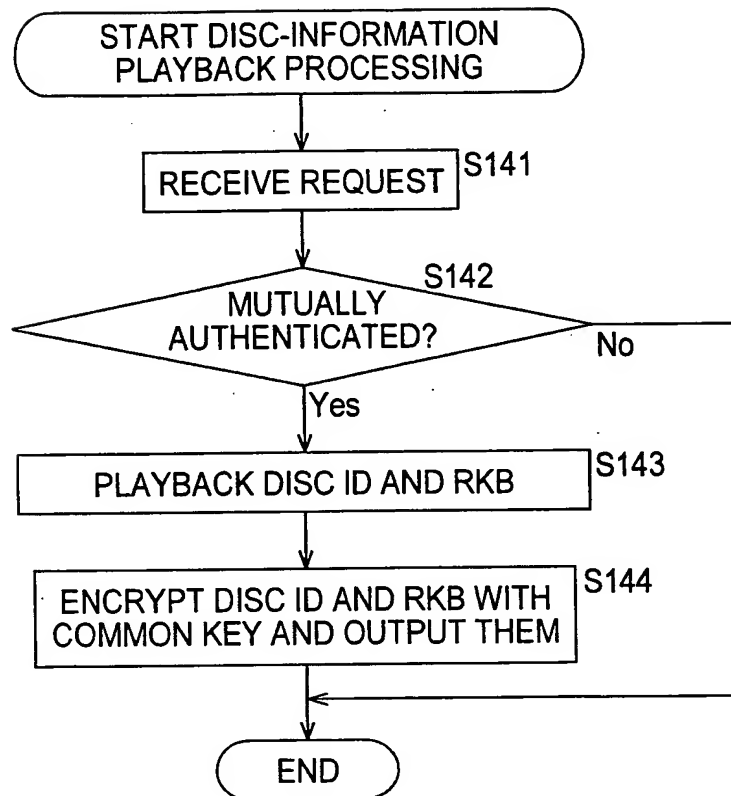 START DISC-INFORMATION
PLAYBACK PROCESSING
S141
RECEIVE REQUEST
S142
MUTUALLY
AUTHENTICATED?
No
Yes
S143
PLAYBACK DISC ID AND RKB
S144
ENCRYPT DISC ID AND RKB WITH
COMMON KEY AND OUTPUT THEM
END